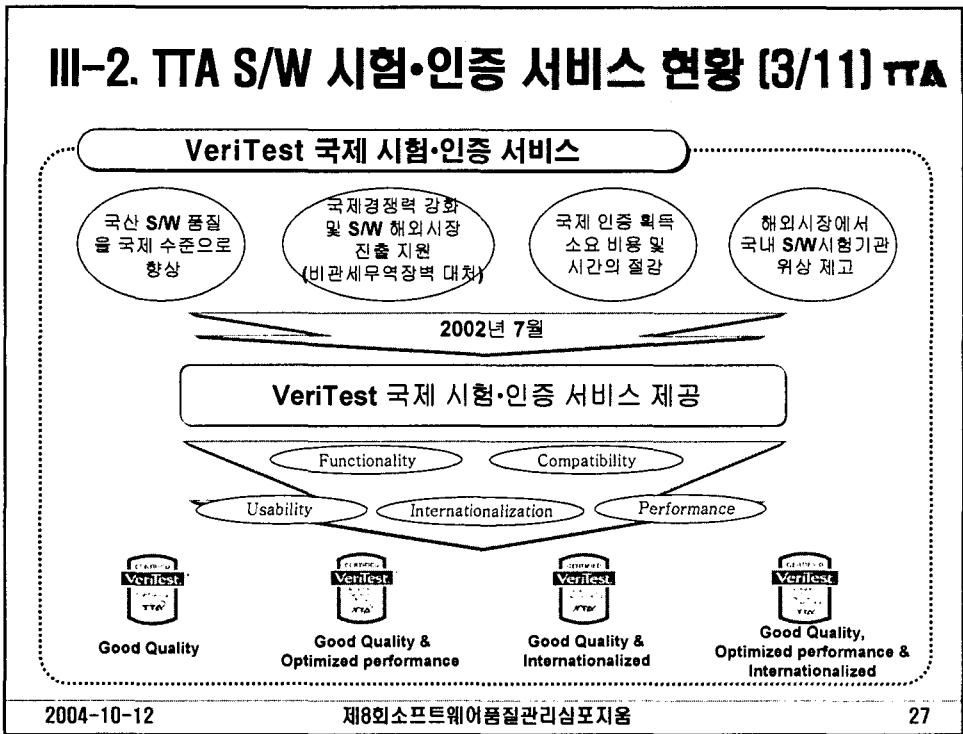 III-2. TTA S/W 시험•인증 서비스 현황 (3/11) TTA
VeriTest 국제 시험•인증 서비스
국산 S/W 품질
을 국제 수준으로
향상
국제경쟁력 강화
및 S/W 해외시장
진출 지원
(비관세무역장벽 대처)
국제 인증 획득
소요 비용 및
시간의 절감
해외시장에서
국내 S/W시험기관
위상 제고
2002년 7월
VeriTest 국제 시험•인증 서비스 제공
Functionality
Compatibility
Usability
Internationalization
Performance
VeriTest
TTA
VeriTest
TTA
VeriTest
TTA
VeriTest
TTA
Good Quality
Good Quality &
Optimized performance
Good Quality &
Internationalized
Good Quality,
Optimized performance &
Internationalized
2004-10-12
제8회소프트웨어품질관리심포지움
27